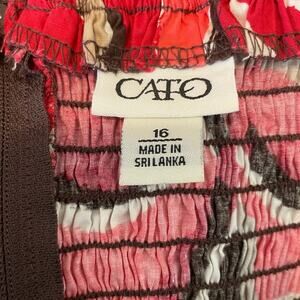 CATO
16
MADE IN
SRI LANKA